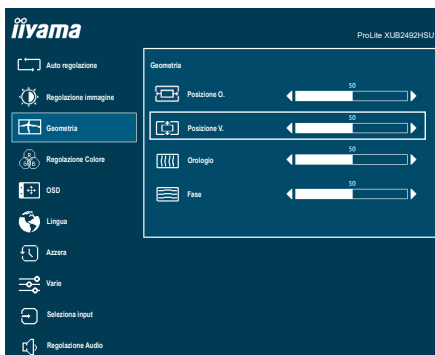 iiyama
ProLite XUB2492HSU
Auto regolazione
Regolazione immagine
Geometria
Regolazione Colore
R
G B
OSD
Lingua
Azzera
Varie
Seleziona input
Regolazione Audio
Geometria
Posizione O.
50
Posizione V.
50
Orologio
50
Fase
50